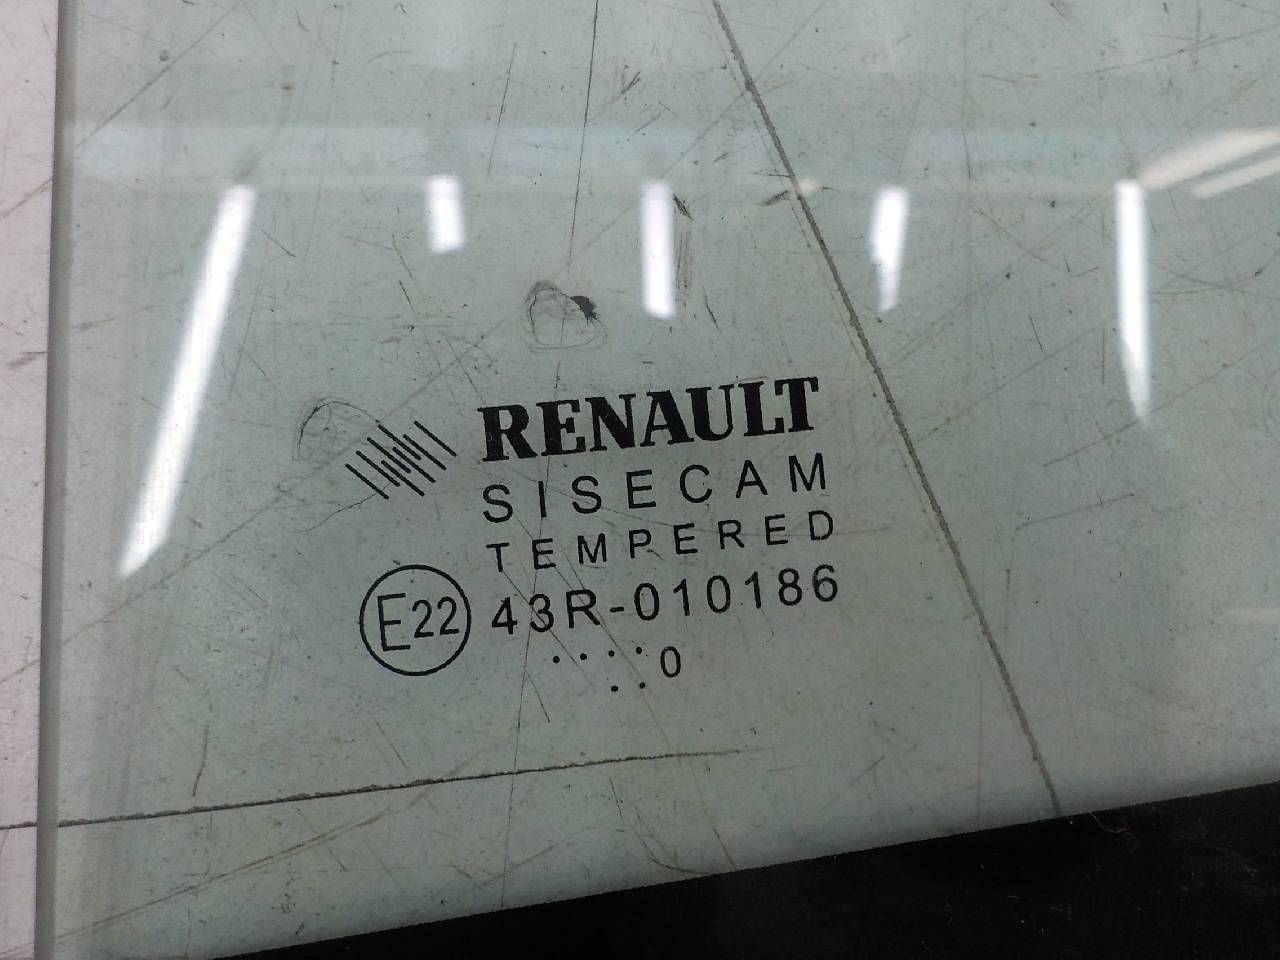 RENAULT
SISECAM
TEMPERED
E22 43R-010186
....0
..